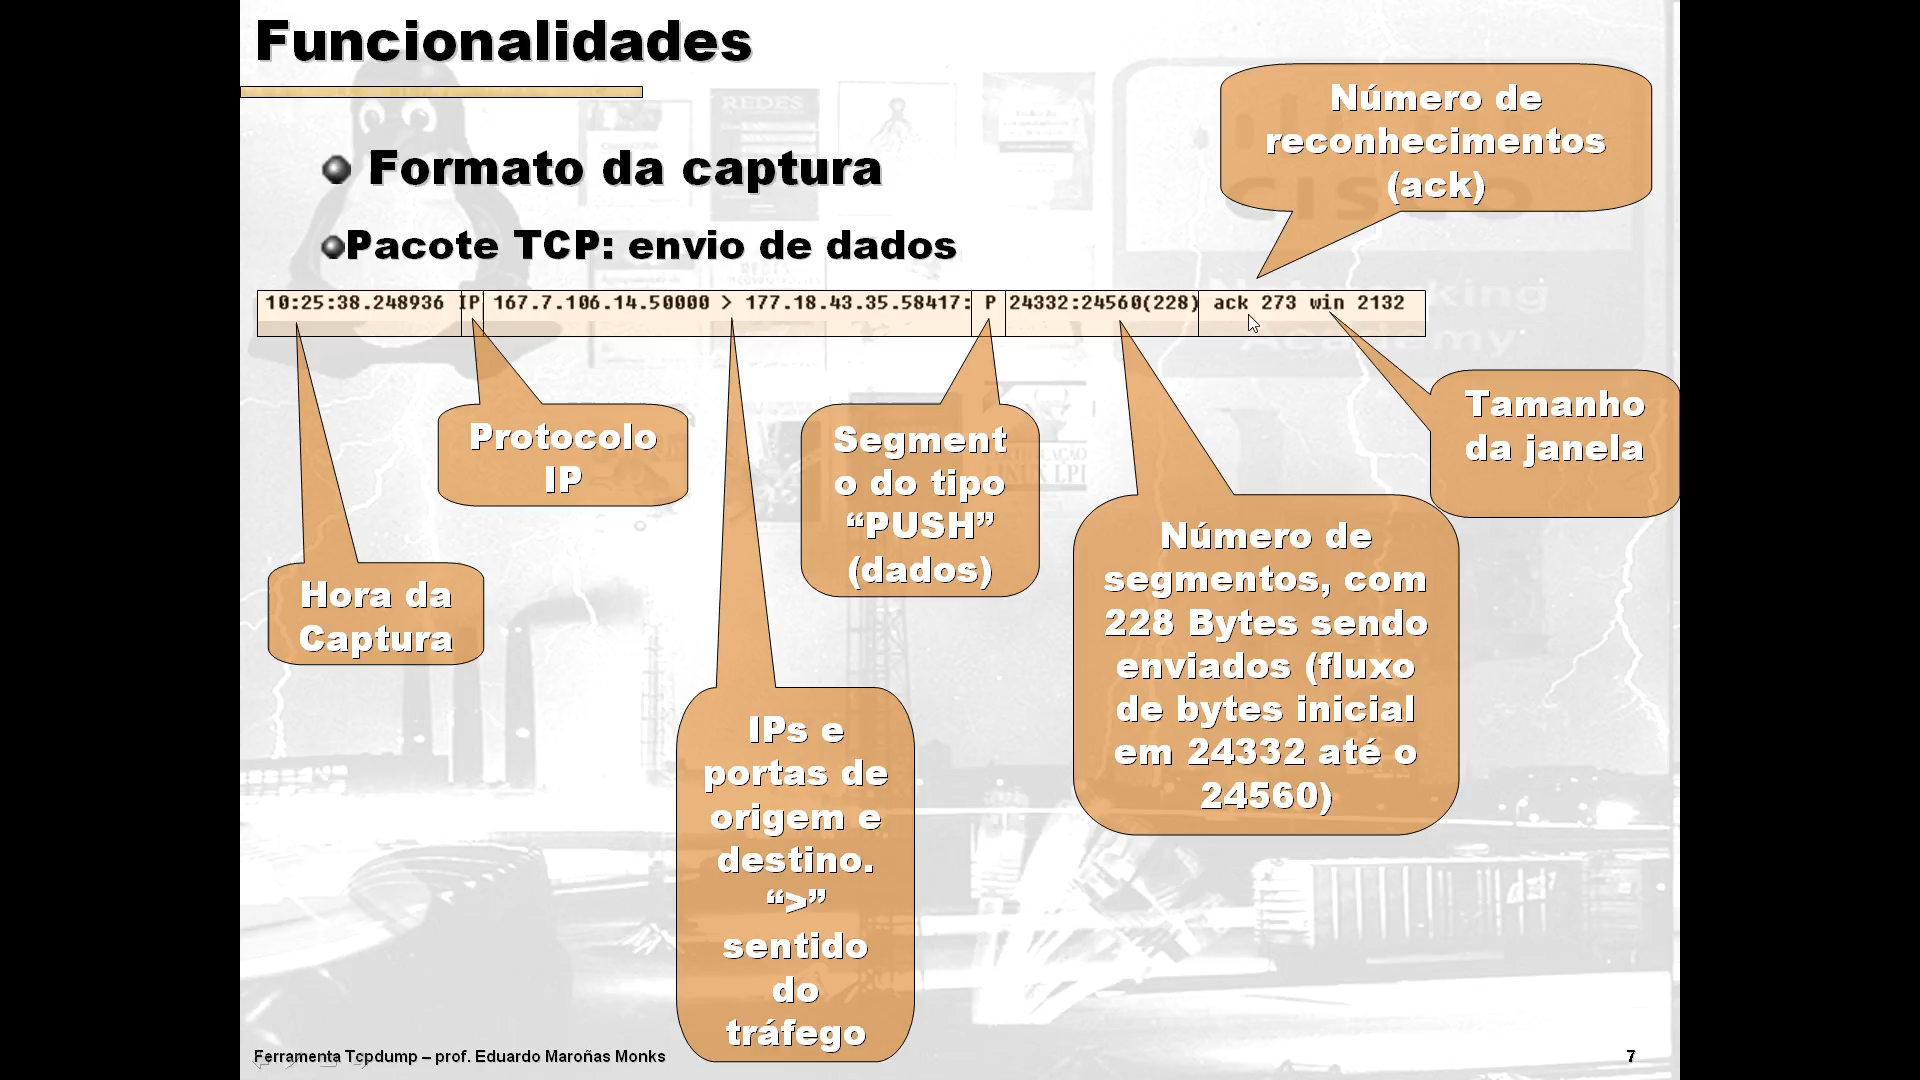 Funcionalidades
Número de
reconhecimentos
(ack)
Formato da captura
Pacote TCP: envio de dados
10:25:38.248936 IP 167.7.106.14.50000 > 177.18.43.35.58417: P 24332:24560(228) ack 273 win 2132
Protocolo
IP
Segment
o do tipo
“PUSH”
(dados)
Tamanho
da janela
Hora da
Captura
Número de
segmentos, com
228 Bytes sendo
enviados (fluxo
de bytes inicial
em 24332 até o
24560)
IPs e
portas de
origem e
destino.
“>”
sentido
do
tráfego
REDES
CISCO
Networking
Academy
Ferramenta Tcpdump – prof. Eduardo Maroñas Monks
7